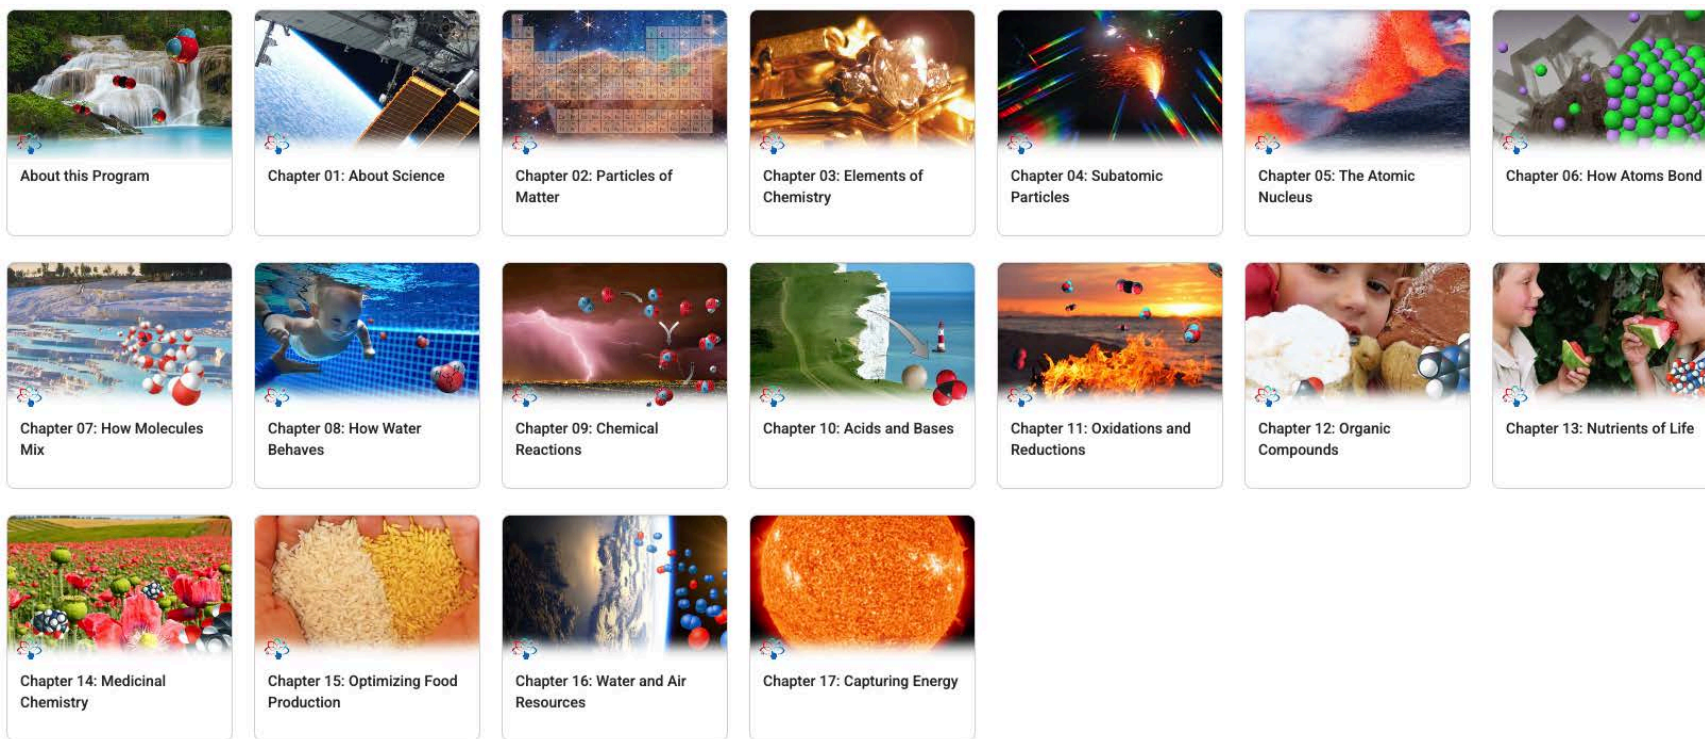 About this Program
Chapter 01: About Science
Chapter 02: Particles of
Matter
Chapter 03: Elements of
Chemistry
Chapter 04: Subatomic
Particles
Chapter 05: The Atomic
Nucleus
Chapter 06: How Atoms Bond
Chapter 07: How Molecules
Mix
Chapter 08: How Water
Behaves
Chapter 09: Chemical
Reactions
Chapter 10: Acids and Bases
Chapter 11: Oxidations and
Reductions
Chapter 12: Organic
Compounds
Chapter 13: Nutrients of Life
Chapter 14: Medicinal
Chemistry
Chapter 15: Optimizing Food
Production
Chapter 16: Water and Air
Resources
Chapter 17: Capturing Energy